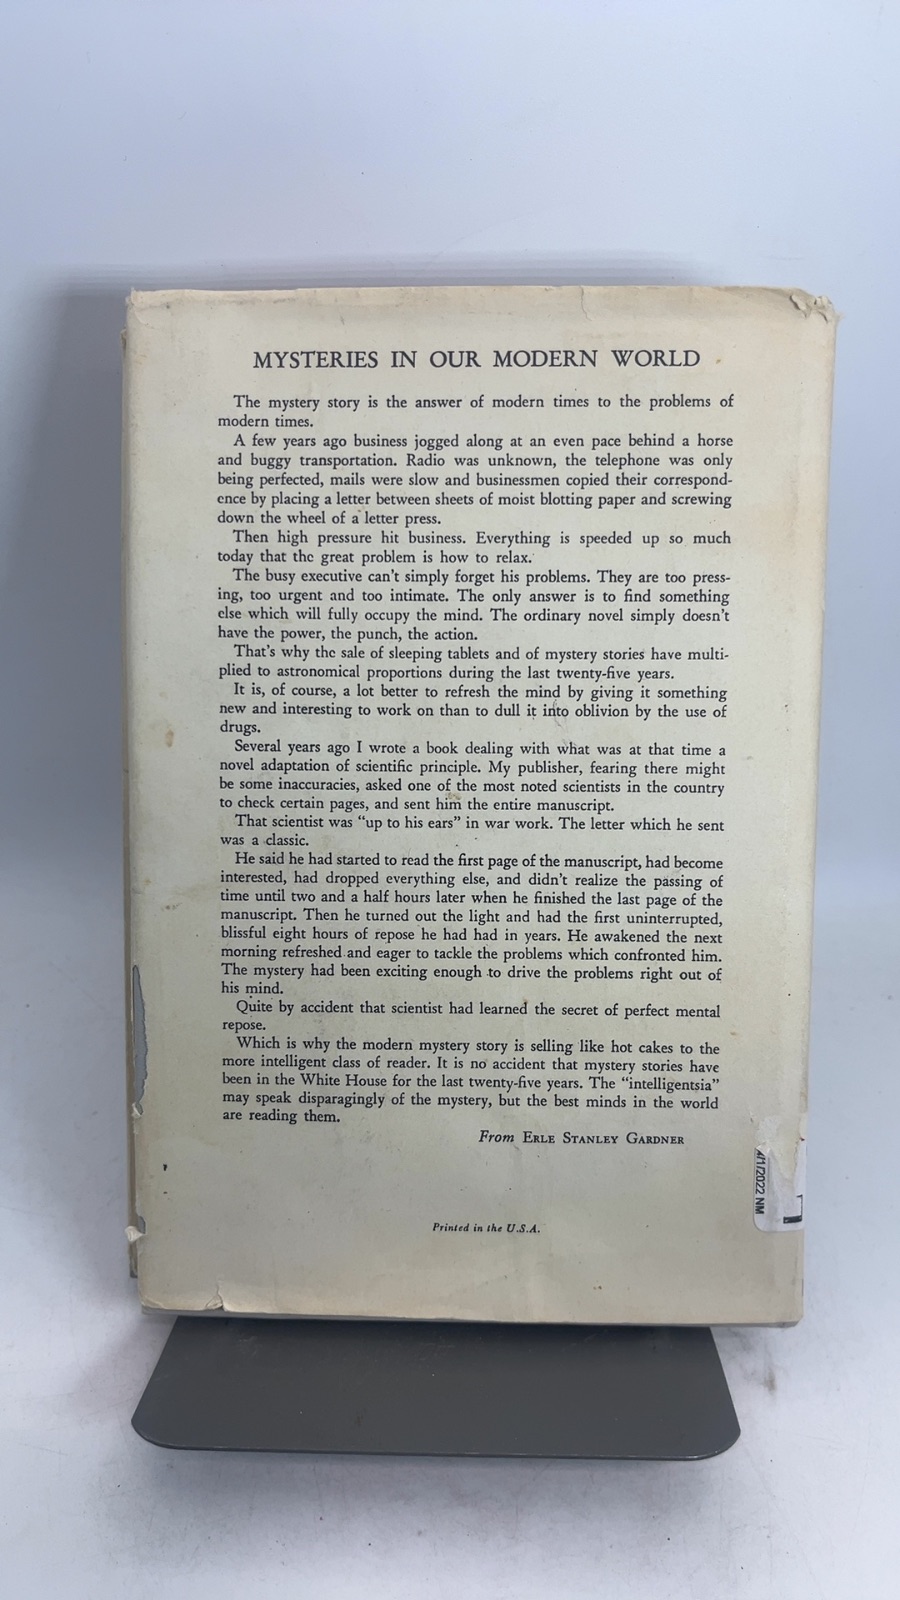 MYSTERIES IN OUR MODERN WORLD
The mystery story is the answer of modern times to the problems of
modern times.
A few years ago business jogged along at an even pace behind a horse
and buggy transportation. Radio was unknown, the telephone was only
being perfected, mails were slow and businessmen copied their correspond-
ence by placing a letter between sheets of moist blotting paper and screwing
down the wheel of a letter press.
Then high pressure hit business. Everything is speeded up so much
today that the great problem is how to relax.
The busy executive can't simply forget his problems. They are too press-
ing, too urgent and too intimate. The only answer is to find something
else which will fully occupy the mind. The ordinary novel simply doesn't
have the power, the punch, the action.
That's why the sale of sleeping tablets and of mystery stories have multi-
plied to astronomical proportions during the last twenty-five years.
It is, of course, a lot better to refresh the mind by giving it something
new and interesting to work on than to dull it into oblivion by the use of
drugs.
Several years ago I wrote a book dealing with what was at that time a
novel adaptation of scientific principle. My publisher, fearing there might
be some inaccuracies, asked one of the most noted scientists in the country
to check certain pages, and sent him the entire manuscript.
That scientist was "up to his ears" in war work. The letter which he sent
was a classic.
He said he had started to read the first page of the manuscript, had become
interested, had dropped everything else, and didn't realize the passing of
time until two and a half hours later when he finished the last page of the
manuscript. Then he turned out the light and had the first uninterrupted,
blissful eight hours of repose he had had in years. He awakened the next
morning refreshed and eager to tackle the problems which confronted him.
The mystery had been exciting enough to drive the problems right out of
his mind.
Quite by accident that scientist had learned the secret of perfect mental
repose.
Which is why the modern mystery story is selling like hot cakes to the
more intelligent class of reader. It is no accident that mystery stories have
been in the White House for the last twenty-five years. The "intelligentsia"
may speak disparagingly of the mystery, but the best minds in the world
are reading them.
From ERLE STANLEY GARDNER
4/1/2022 NM
Printed in the U.S.A.